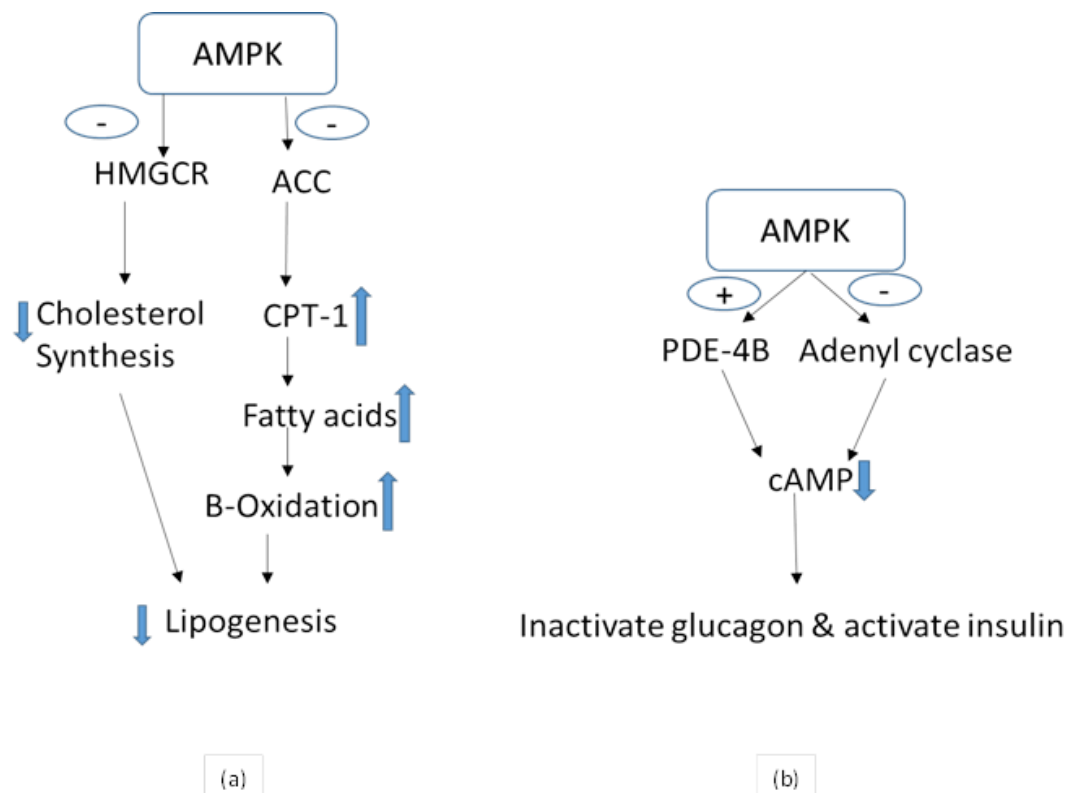 AMPK
-
-
HMGCR
ACC
Cholesterol
Synthesis
CPT-1
Fatty acids
B-Oxidation
Lipogenesis
(a)
AMPK
+
-
PDE-4B
Adenyl cyclase
cAMP
Inactivate glucagon & activate insulin
(b)